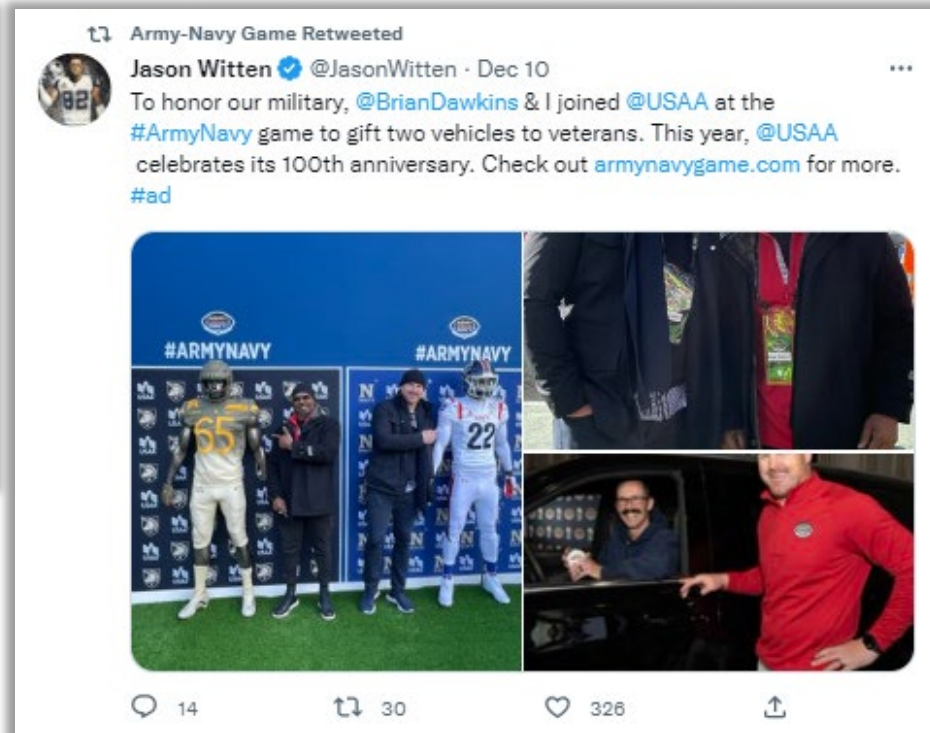 Army-Navy Game Retweeted
Jason Witten @JasonWitten · Dec 10
To honor our military, @BrianDawkins & I joined @USAA at the
#ArmyNavy game to gift two vehicles to veterans. This year, @USAA
celebrates its 100th anniversary. Check out armynavygame.com for more.
#ad
#ARMYNAVY
#ARMYNAVY
65
22
82
14
30
326